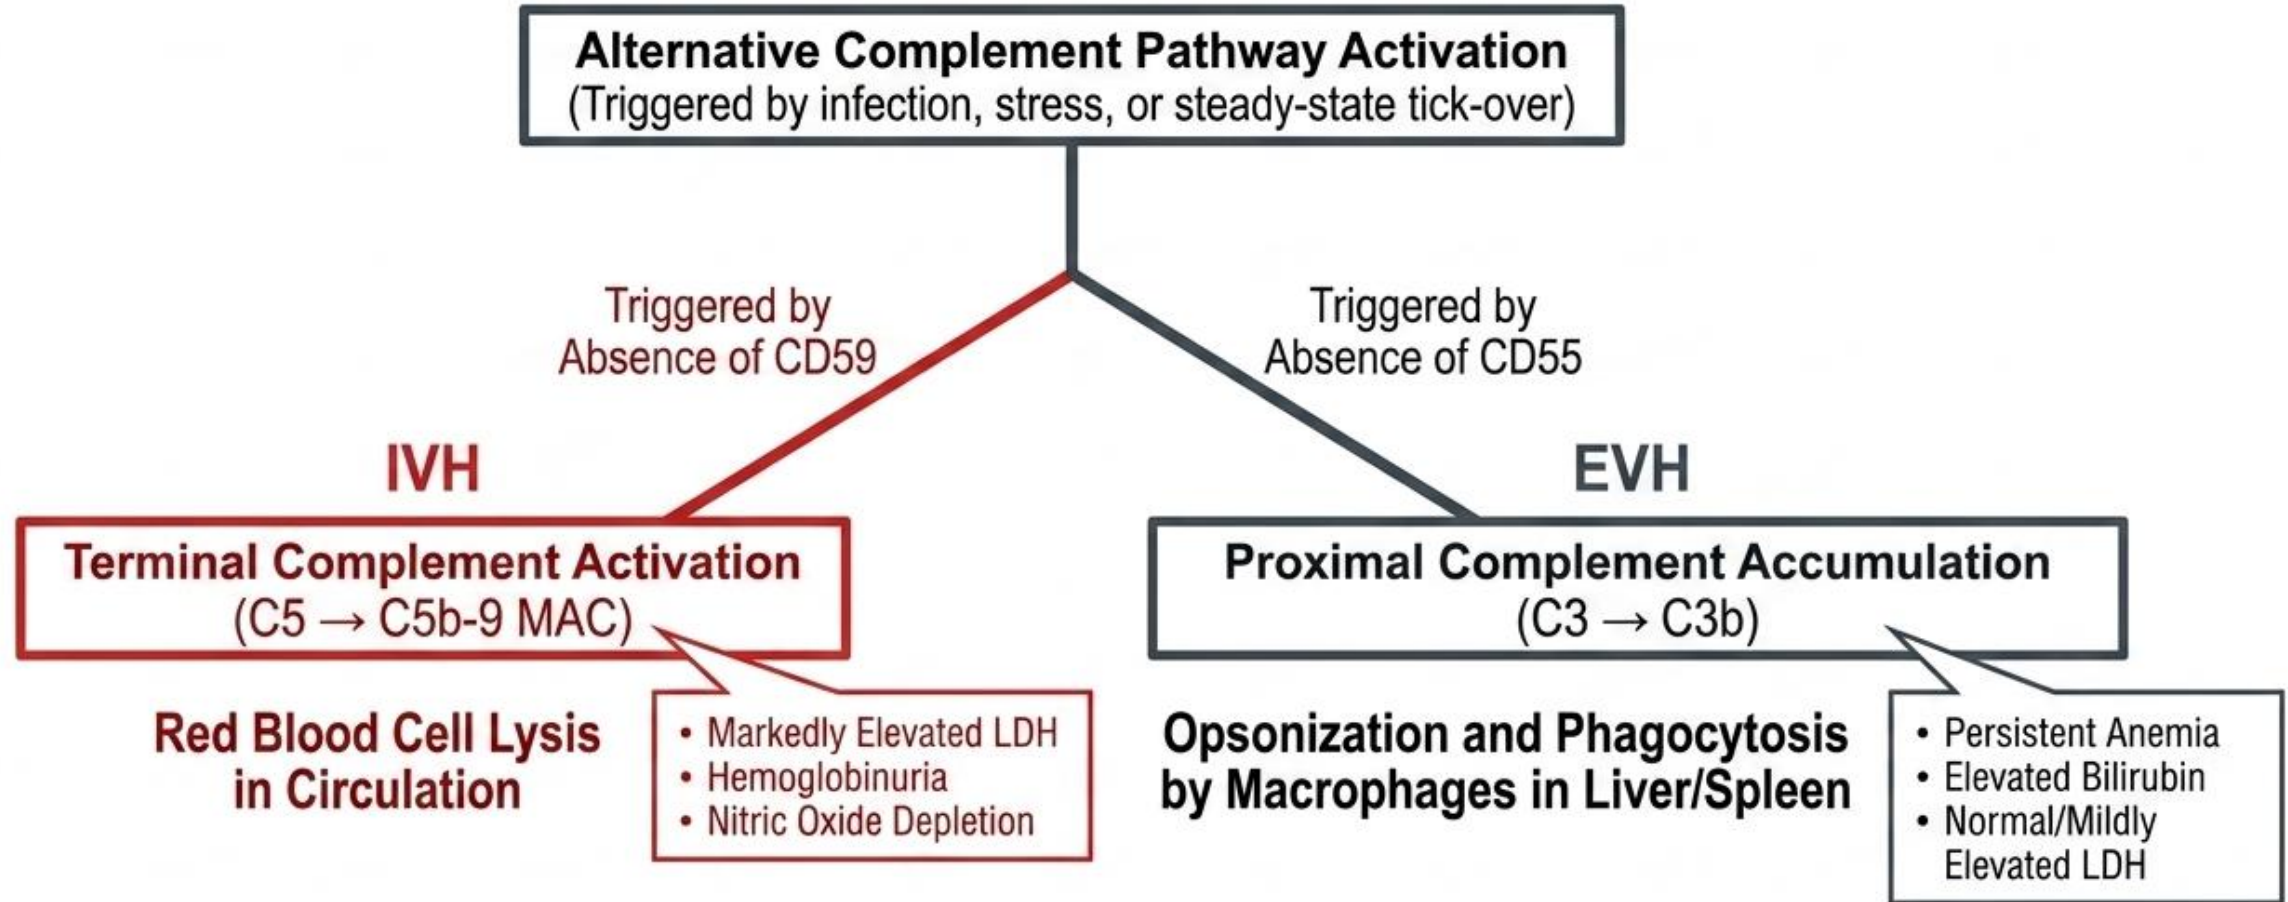 Alternative Complement Pathway Activation
(Triggered by infection, stress, or steady-state tick-over)
Triggered by
Absence of CD59
Triggered by
Absence of CD55
IVH
Terminal Complement Activation
(C5 → C5b-9 MAC)
Red Blood Cell Lysis
in Circulation
• Markedly Elevated LDH
• Hemoglobinuria
• Nitric Oxide Depletion
EVH
Proximal Complement Accumulation
(C3 → C3b)
Opsonization and Phagocytosis
by Macrophages in Liver/Spleen
• Persistent Anemia
• Elevated Bilirubin
• Normal/Mildly
Elevated LDH